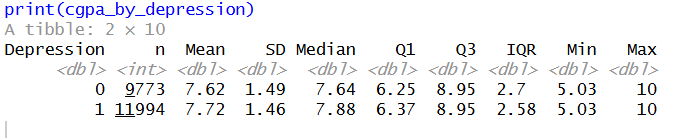 print(cgpa_by_depression)
A tibble: 2 × 10
Depression n Mean SD Median Q1 Q3 IQR Min Max
<dbl> <int> <dbl> <dbl> <dbl> <dbl> <dbl> <dbl> <dbl> <dbl>
0 9773 7.62 1.49 7.64 6.25 8.95 2.7 5.03 10
1 11994 7.72 1.46 7.88 6.37 8.95 2.58 5.03 10